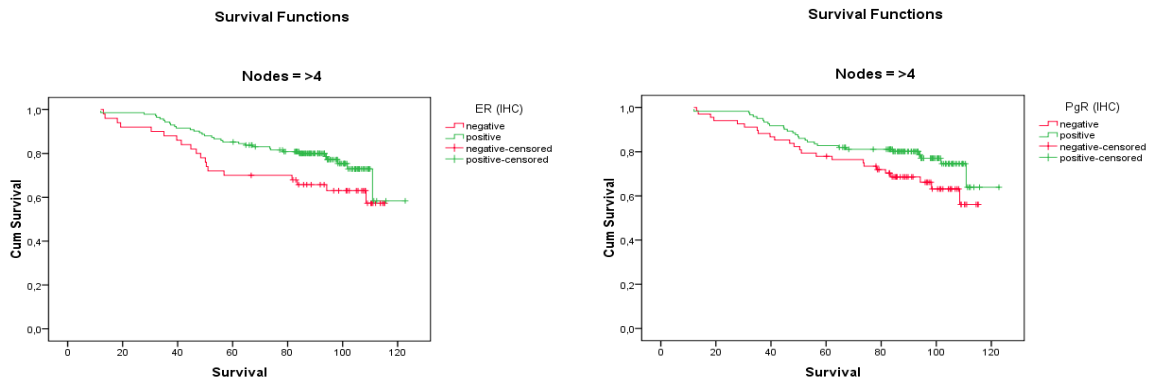 Survival Functions
Nodes = >4
ER (IHC)
negative
positive
negative-censored
positive-censored
Cum Survival
1,0
0,8
0,6
0,4
0,2
0,0
0 20 40 60 80 100 120
Survival
Survival Functions
Nodes = >4
PgR (IHC)
negative
positive
negative-censored
positive-censored
Cum Survival
1,0
0,8
0,6
0,4
0,2
0,0
0 20 40 60 80 100 120
Survival